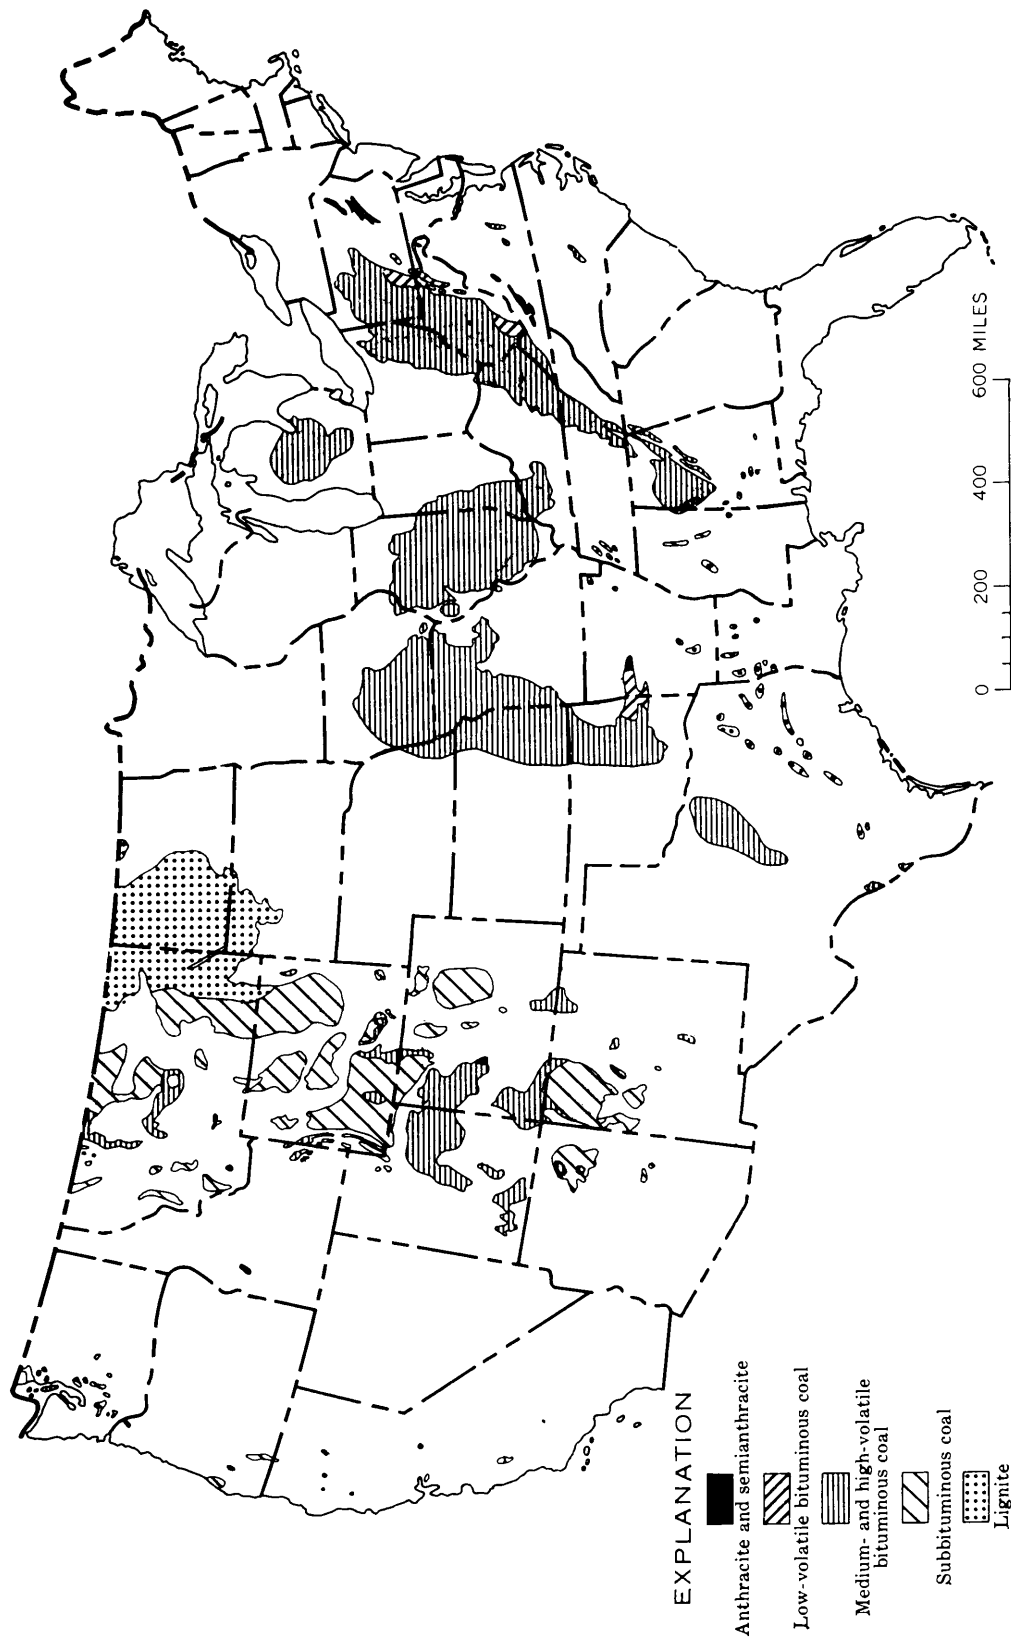 EXPLANATION
Anthracite and semianthracite
Low-volatile bituminous coal
Medium- and high-volatile
bituminous coal
Subbituminous coal
Lignite
0 200 400 600 MILES